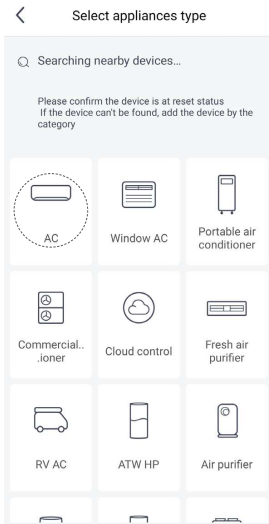 Select appliances type
Searching nearby devices...
Please confirm the device is at reset status
If the device can't be found, add the device by the
category
AC
Window AC
Portable air
conditioner
Commercial..
.ioner
Cloud control
Fresh air
purifier
RV AC
ATW HP
Air purifier